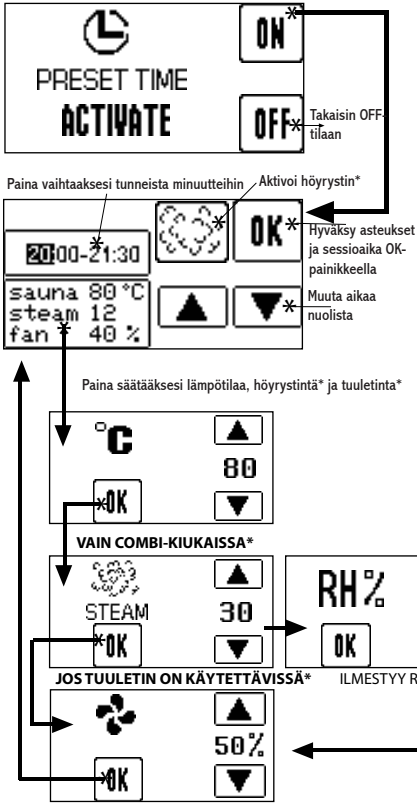 ON
PRESET TIME
ACTIVATE
OFF
Takaisin OFF-
tilaan
Paina vaihtaaksesi tunneista minuutteihin
Aktivoi höyrystin*
20:00-21:30
OK
Hyväksy asteukset
ja sessioaika OK-
painikkeella
sauna 80 °C
steam 12
fan 40 %
Muuta aikaa
nuolista
Paina säätääksesi lämpötilaa, höyrystintä* ja tuuletinta*
°C
80
OK
VAIN COMBI-KIUKAISSA*
STEAM
30
OK
RH%
OK
JOS TUULETIN ON KÄYTETTÄVISSÄ*
ILMESTYY R
50%
OK